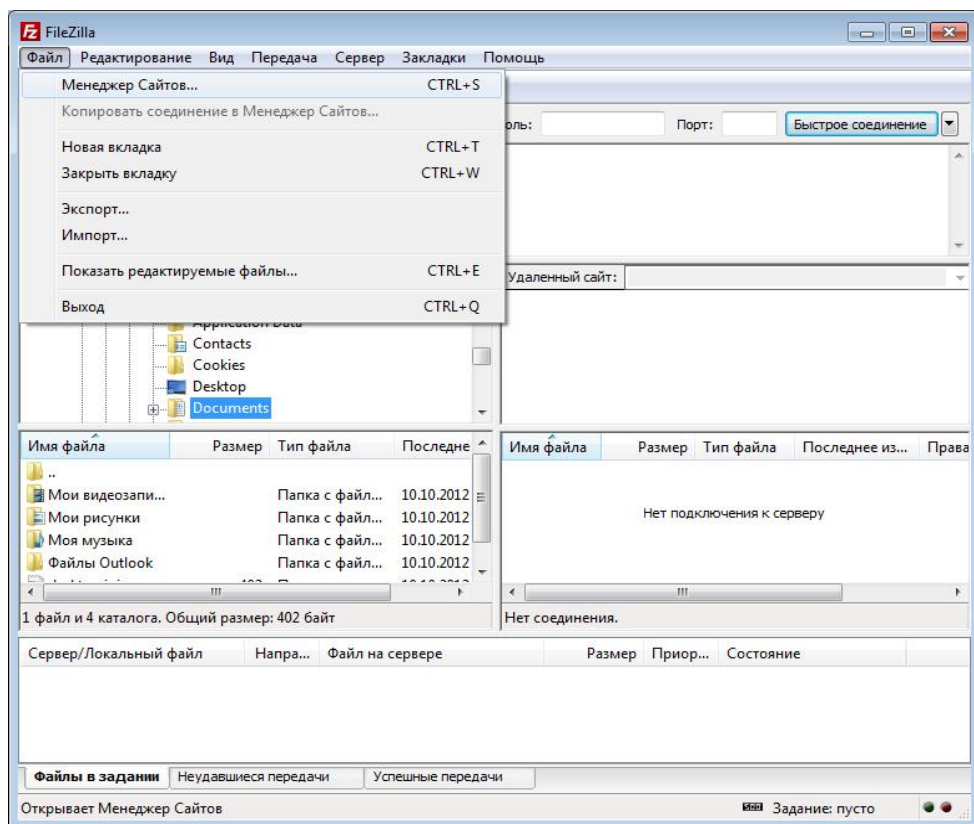 FileZilla
Файл Редактирование Вид Передача Сервер Закладки Помощь
Менеджер Сайтов... CTRL+S
Копировать соединение в Менеджер Сайтов...
Новая вкладка CTRL+T
Закрыть вкладку CTRL+W
Экспорт...
Импорт...
Показать редактируемые файлы... CTRL+E
Выход CTRL+Q
оль: Порт: Быстрое соединение
Удаленный сайт:
Application Data
Contacts
Cookies
Desktop
Documents
Имя файла Размер Тип файла Последне
..
Мои видеозапи... Папка с файл... 10.10.2012
Мои рисунки Папка с файл... 10.10.2012
Моя музыка Папка с файл... 10.10.2012
Файлы Outlook Папка с файл... 10.10.2012
1 файл и 4 каталога. Общий размер: 402 байт
Имя файла Размер Тип файла Последнее из... Права
Нет подключения к серверу
Нет соединения.
Сервер/Локальный файл Напра... Файл на сервере Размер Приор... Состояние
Файлы в задании Неудавшиеся передачи Успешные передачи
Открывает Менеджер Сайтов Задание: пусто